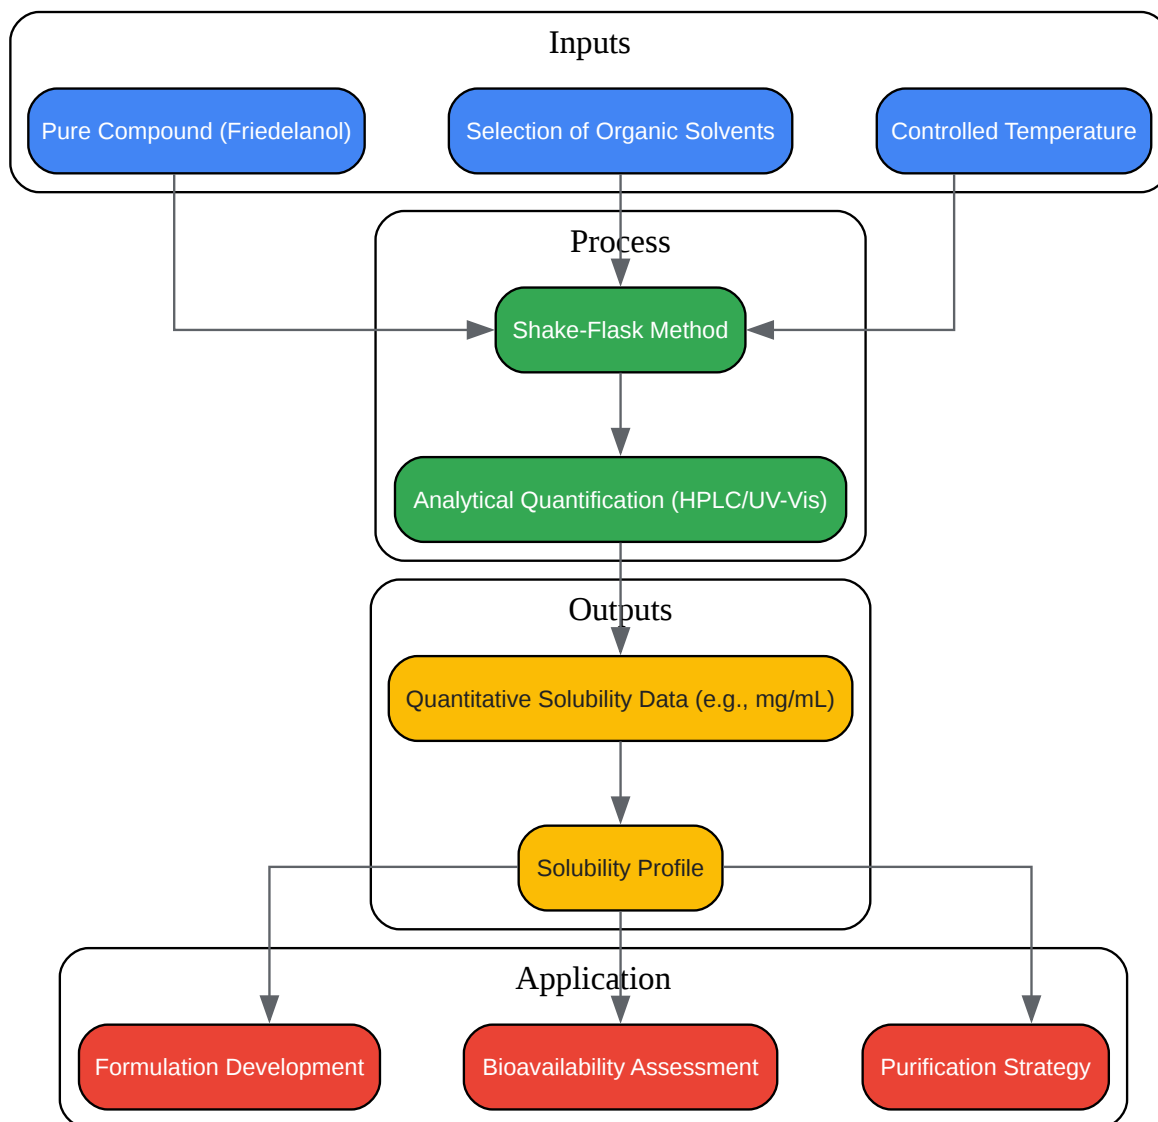 Inputs
Pure Compound (Friedelanol)
Selection of Organic Solvents
Controlled Temperature
Process
Shake-Flask Method
Analytical Quantification (HPLC/UV-Vis)
Outputs
Quantitative Solubility Data (e.g., mg/mL)
Solubility Profile
Application
Formulation Development
Bioavailability Assessment
Purification Strategy